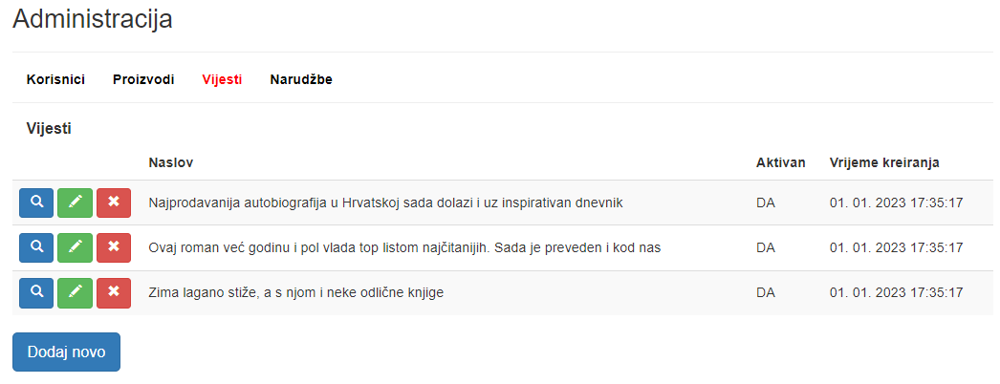 Administracija
Korisnici Proizvodi Vijesti Narudžbe
Vijesti
Naslov Aktivan Vrijeme kreiranja
Najprodavanija autobiografija u Hrvatskoj sada dolazi i uz inspirativan dnevnik DA 01. 01. 2023 17:35:17
Ovaj roman već godinu i pol vlada top listom najčitanijih. Sada je preveden i kod nas DA 01. 01. 2023 17:35:17
Zima lagano stiže, a s njom i neke odlične knjige DA 01. 01. 2023 17:35:17
Dodaj novo